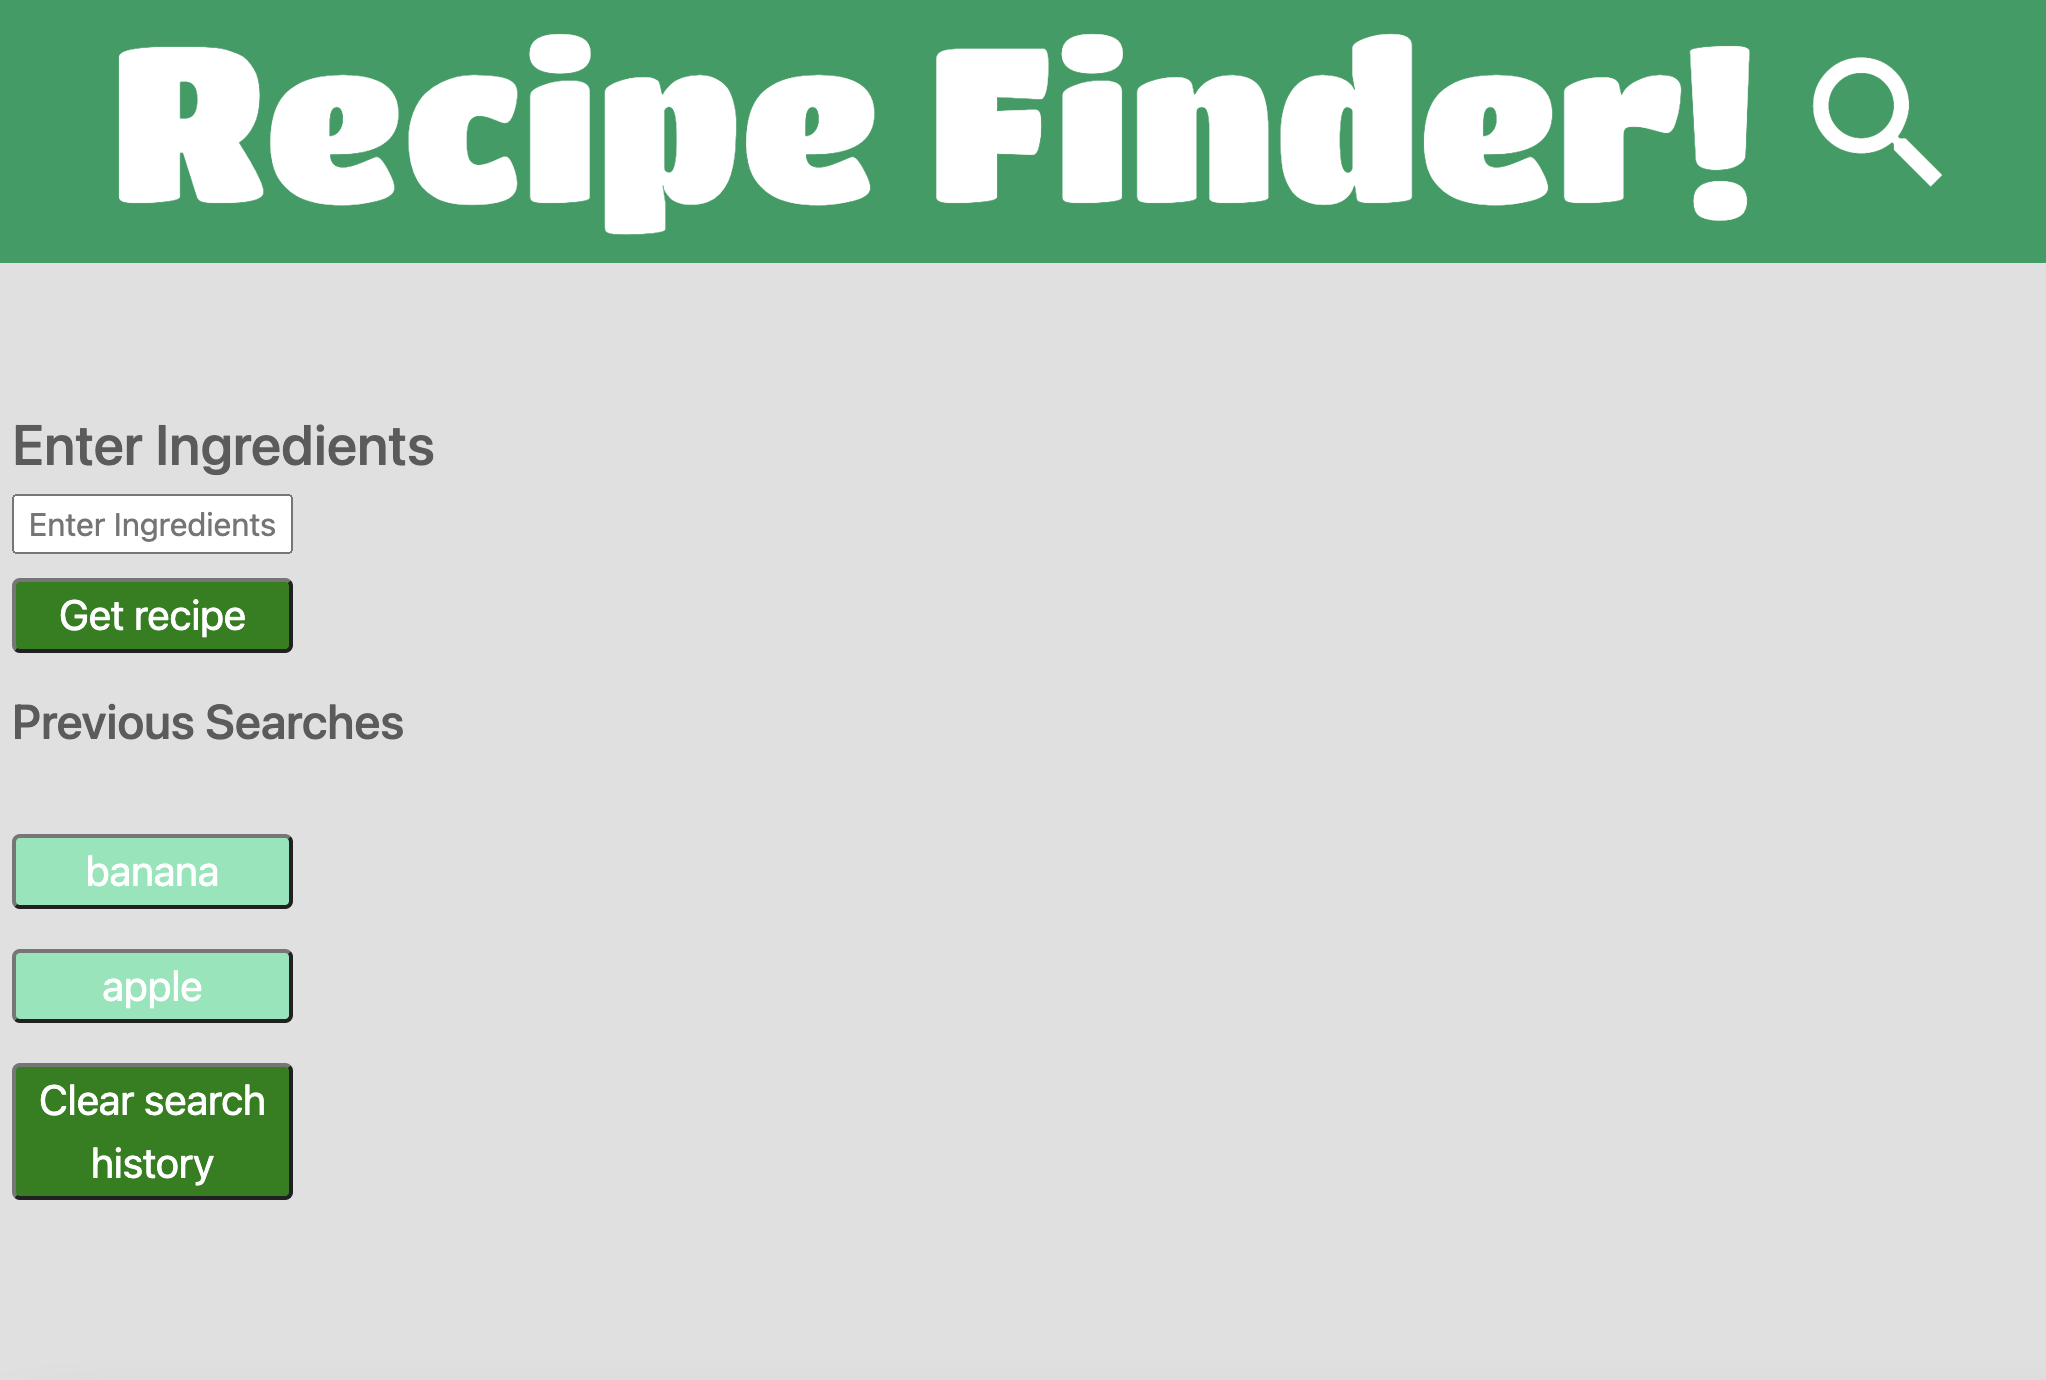 Recipe Finder!
Enter Ingredients
Enter Ingredients
Get recipe
Previous Searches
banana
apple
Clear search
history